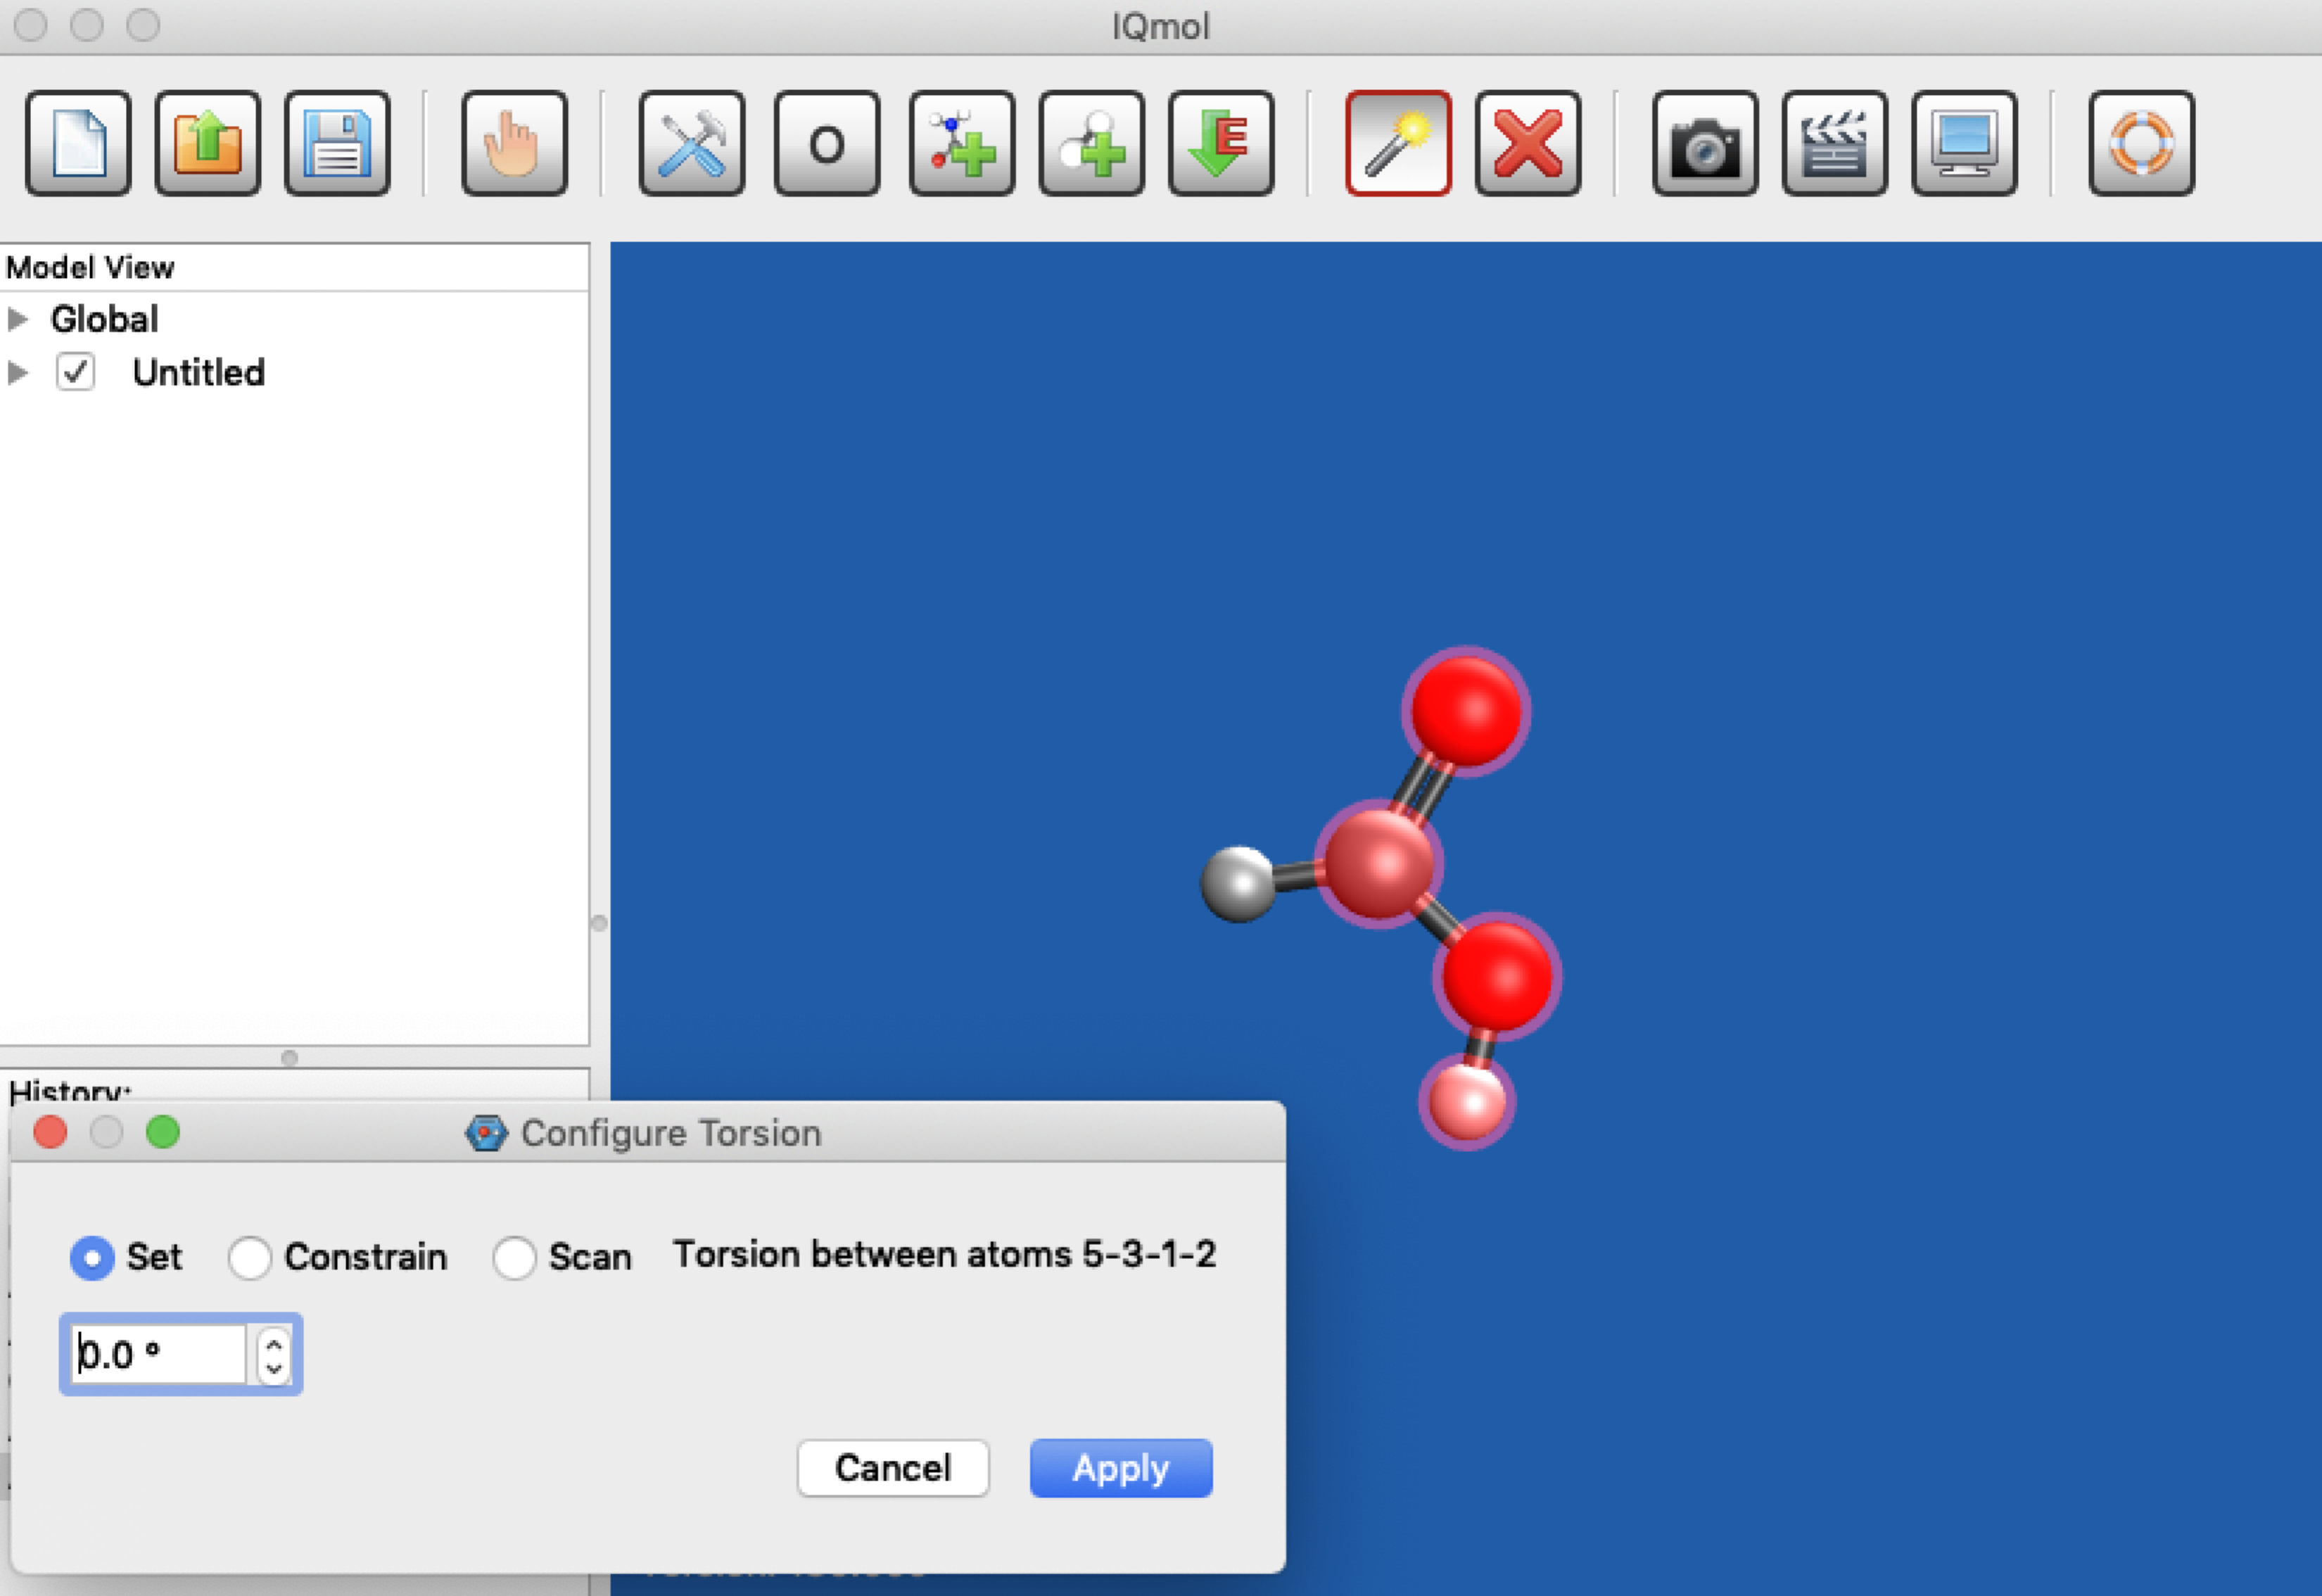 IQmol
O
E
Model View
Global
Untitled
History:
Configure Torsion
Set Constrain Scan Torsion between atoms 5-3-1-2
0.0 °
Cancel Apply